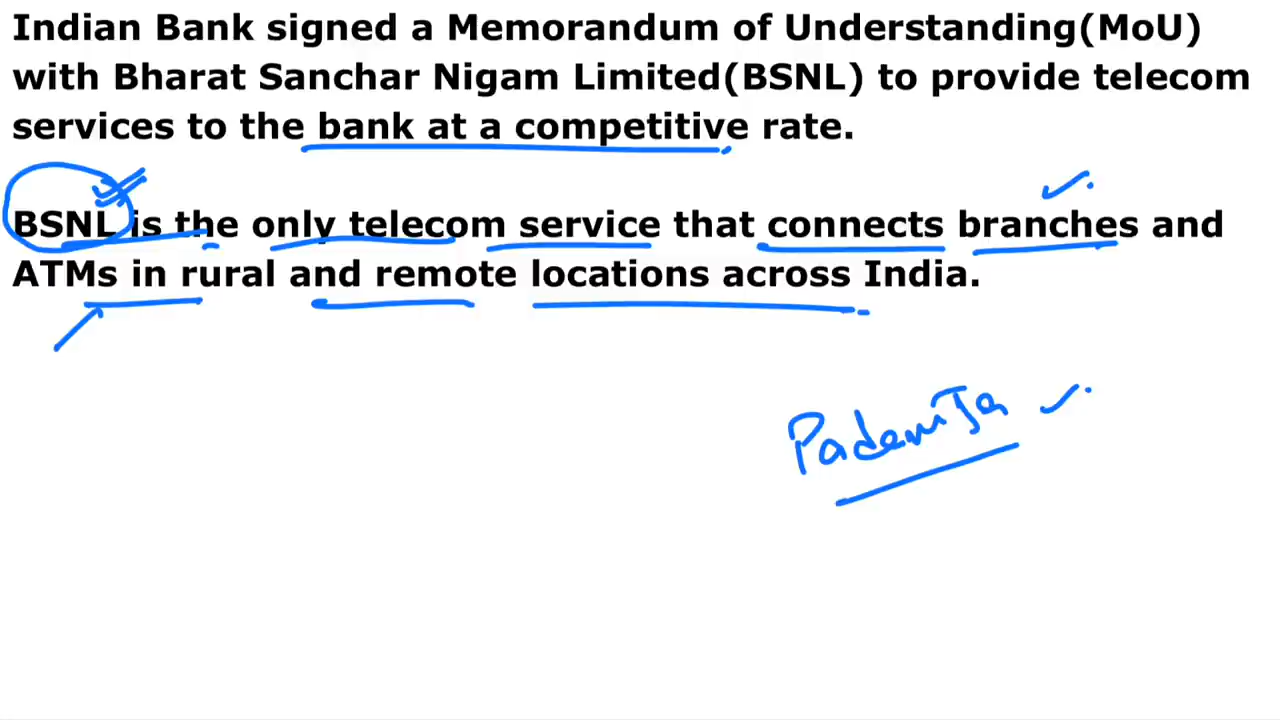 Indian Bank signed a Memorandum of Understanding(MoU)
with Bharat Sanchar Nigam Limited(BSNL) to provide telecom
services to the bank at a competitive rate.
BSNL is the only telecom service that connects branches and
ATMs in rural and remote locations across India.
PademJa